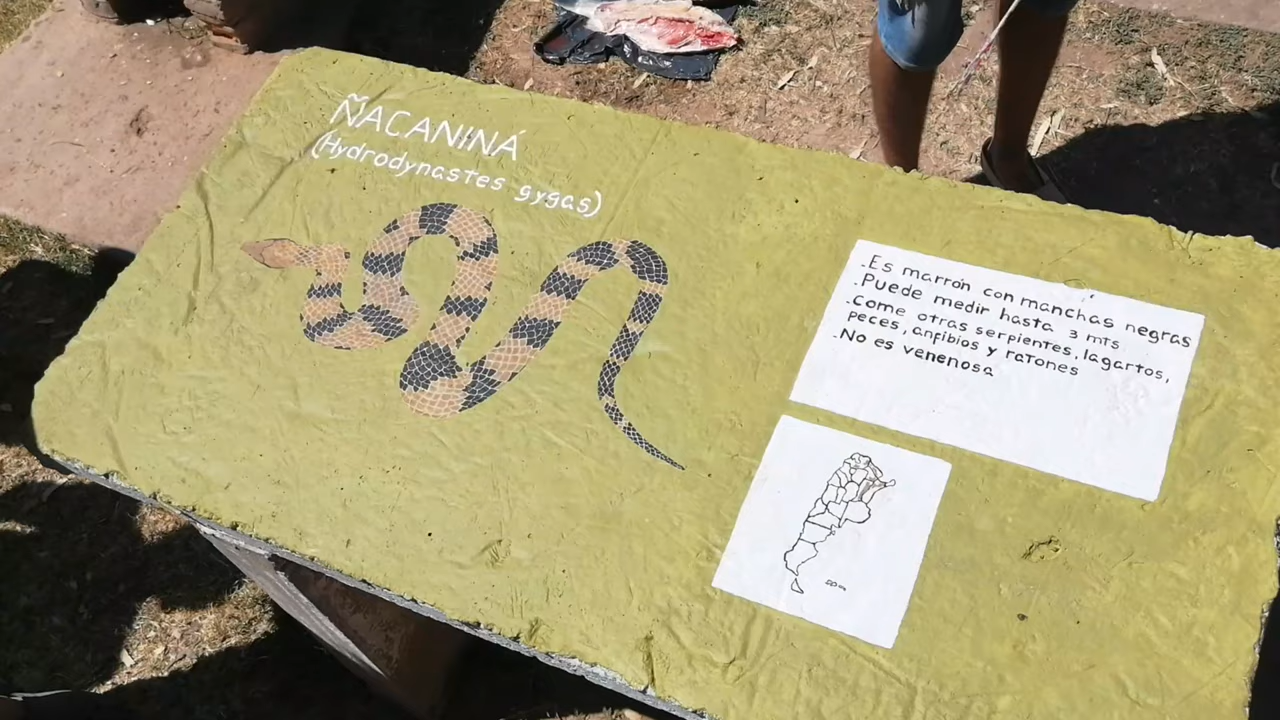 ÑACANINÁ
(Hydrodynastes gygas)
.Es marrón con manchas negras
.Puede medir hasta 3 mts
.Come otras serpientes, lagartos,
peces, anfibios y ratones
.No es venenosa